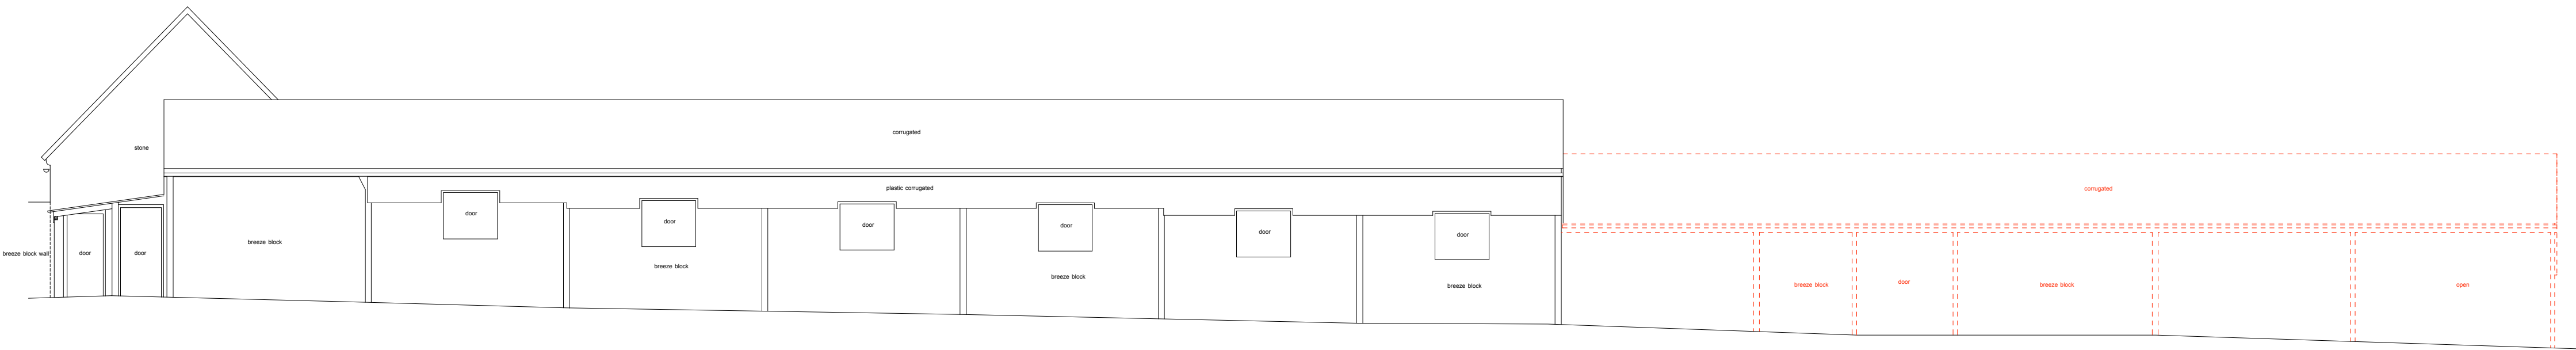 corrugated
stone
plastic corrugated
corrugated
door
door
door
door
door
door
breeze block
breeze block wall
door
door
breeze block
breeze block
breeze block
breeze block
door
breeze block
open